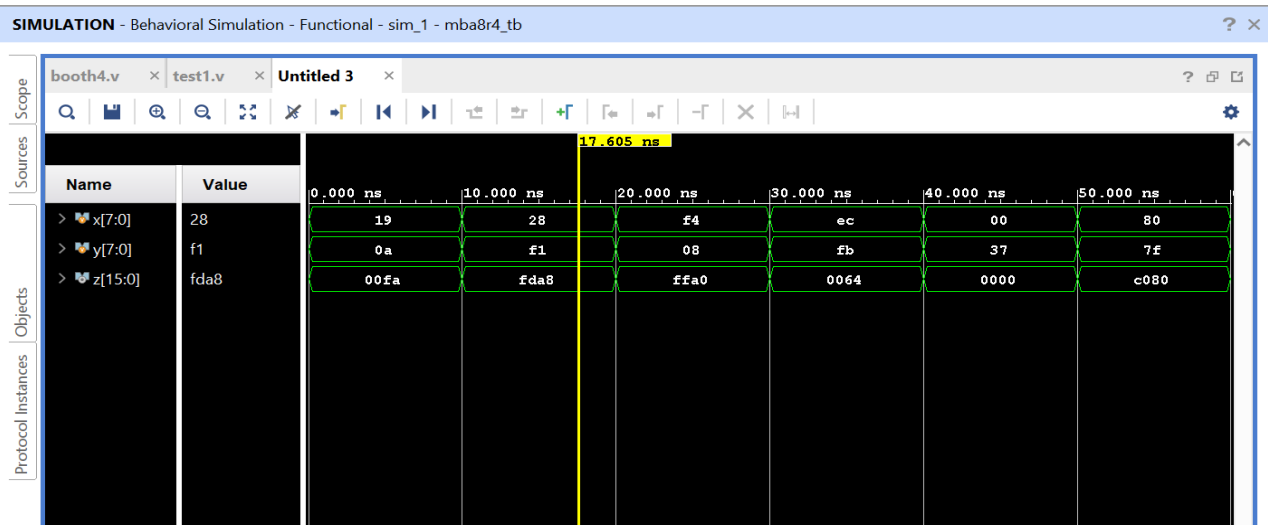 SIMULATION - Behavioral Simulation - Functional - sim_1 - mba8r4_tb ? ×
Scope
Sources
Objects
Protocol Instances
booth4.v × test1.v × Untitled 3 × ?
17.605 ns
Name Value 0.000 ns 10.000 ns 20.000 ns 30.000 ns 40.000 ns 50.000 ns
x[7:0] 28 19 28 f4 ec 00 80
y[7:0] f1 0a f1 08 fb 37 7f
z[15:0] fda8 00fa fda8 ffa0 0064 0000 c080